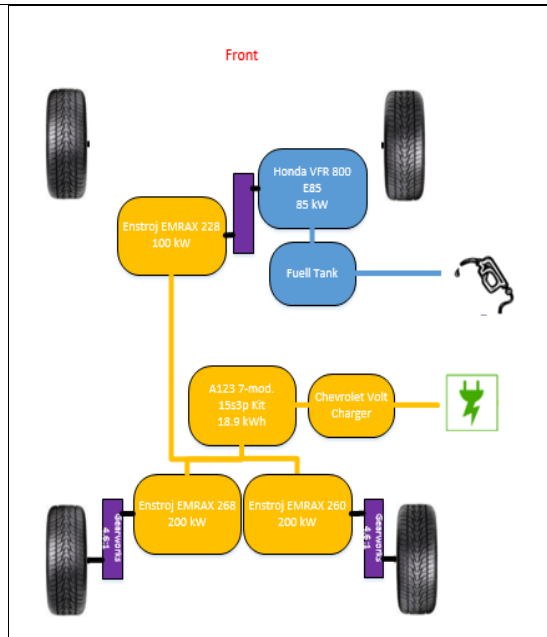 Front
Honda VFR 800
E85
85 kW
Enstroj EMRAX 228
100 kW
Fuell Tank
A123 7-mod.
15s3p Kit
18.9 kWh
Chevrolet Volt
Charger
Enstroj EMRAX 268
200 kW
Enstroj EMRAX 260
200 kW
Gearworks
4.6:1
Gearworks
4.6:1